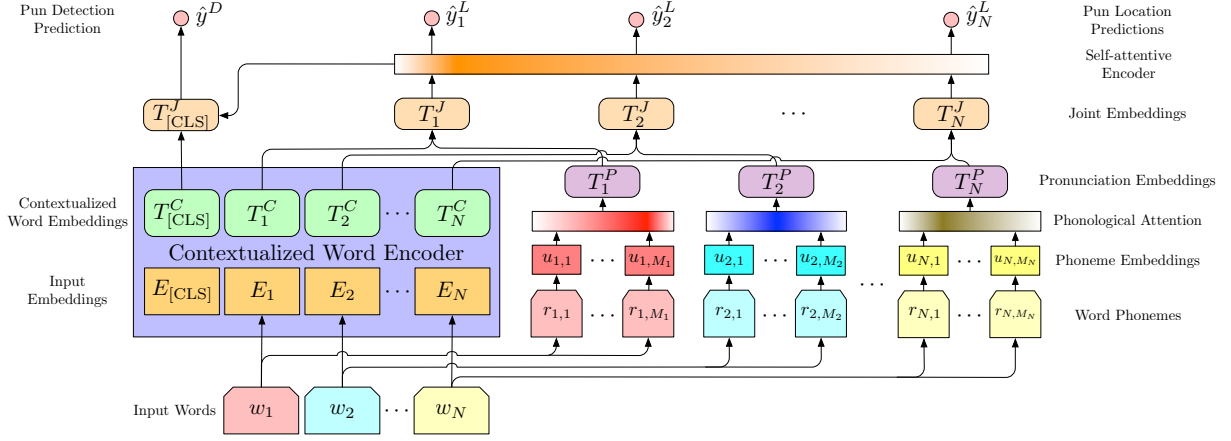 Pun Detection
Prediction
ŷ^D
ŷ_1^L
ŷ_2^L
ŷ_N^L
Pun Location
Predictions
Self-attentive
Encoder
T_{[CLS]}^J
T_1^J
T_2^J
···
T_N^J
Joint Embeddings
Contextualized
Word Embeddings
T_{[CLS]}^C
T_1^C
T_2^C
···
T_N^C
T_1^P
T_2^P
T_N^P
Pronunciation Embeddings
Phonological Attention
Contextualized Word Encoder
u_{1,1}
···
u_{1,M_1}
u_{2,1}
···
u_{2,M_2}
···
u_{N,1}
···
u_{N,M_N}
Phoneme Embeddings
Input
Embeddings
E_{[CLS]}
E_1
E_2
···
E_N
r_{1,1}
···
r_{1,M_1}
r_{2,1}
···
r_{2,M_2}
r_{N,1}
···
r_{N,M_N}
Word Phonemes
Input Words
w_1
w_2
···
w_N